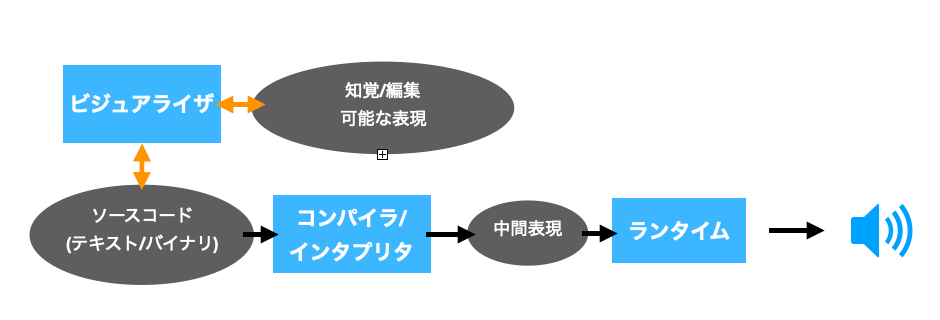 ビジュアライザ
知覚/編集
可能な表現
ソースコード
(テキスト/バイナリ)
コンパイラ/
インタプリタ
中間表現
ランタイム